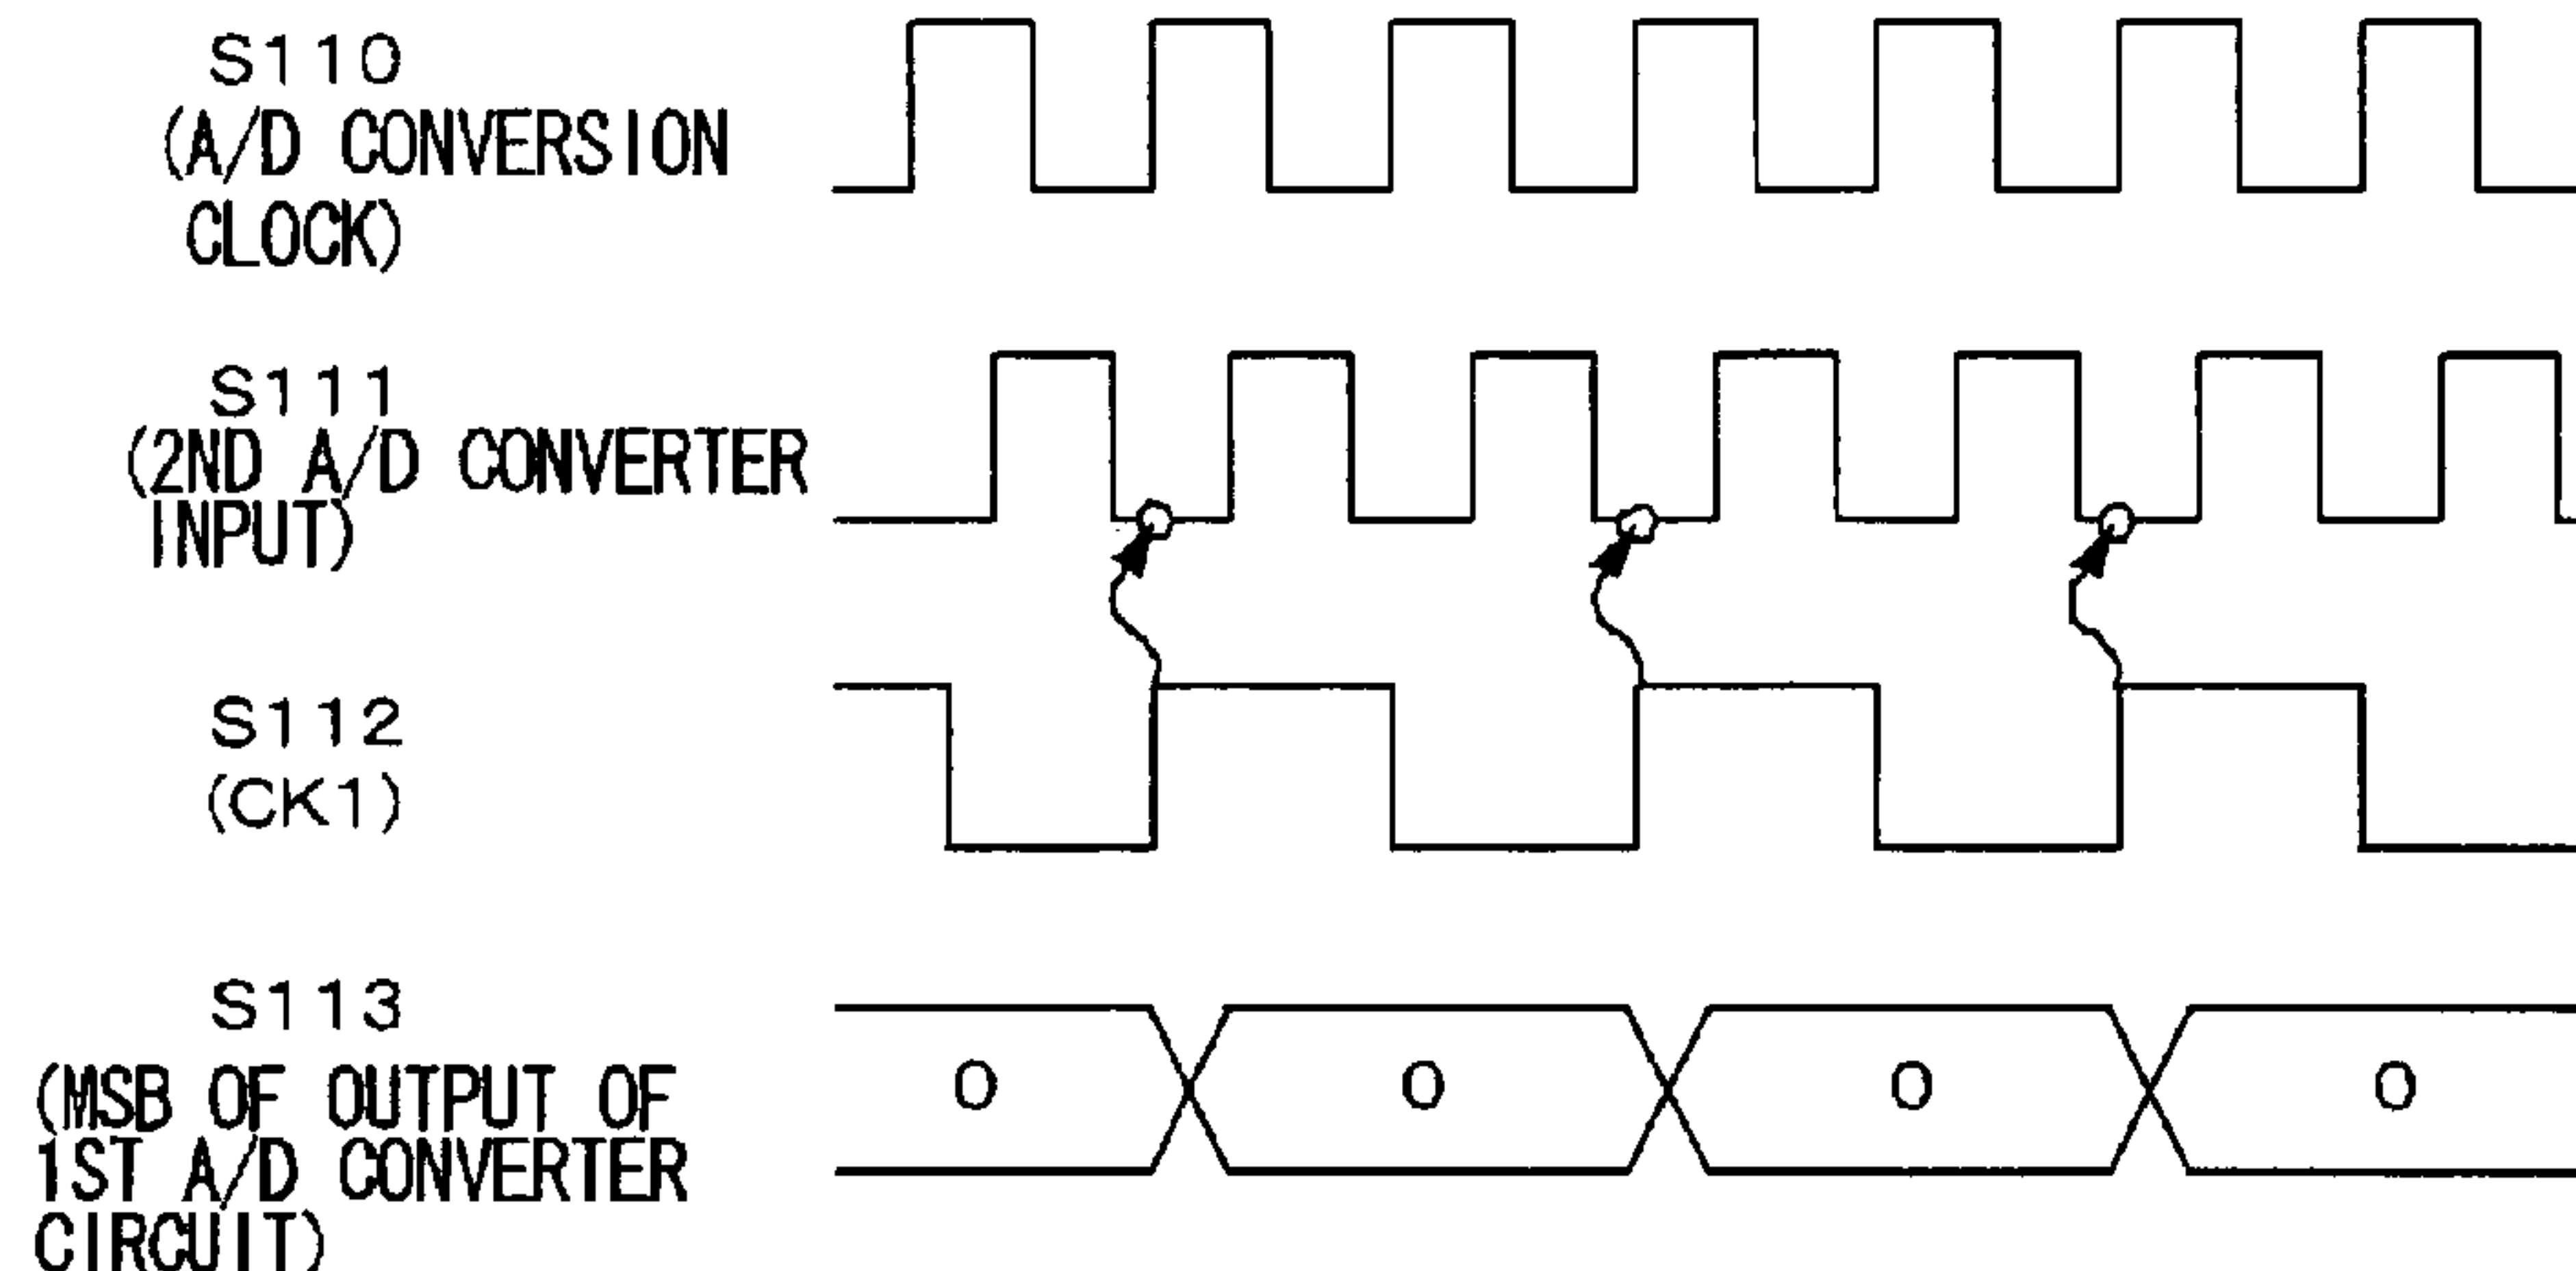 S110
(A/D CONVERSION
CLOCK)
S111
(2ND A/D CONVERTER
INPUT)
S112
(CK1)
S113
(MSB OF OUTPUT OF
1ST A/D CONVERTER
CIRCUIT)
0 0 0 0